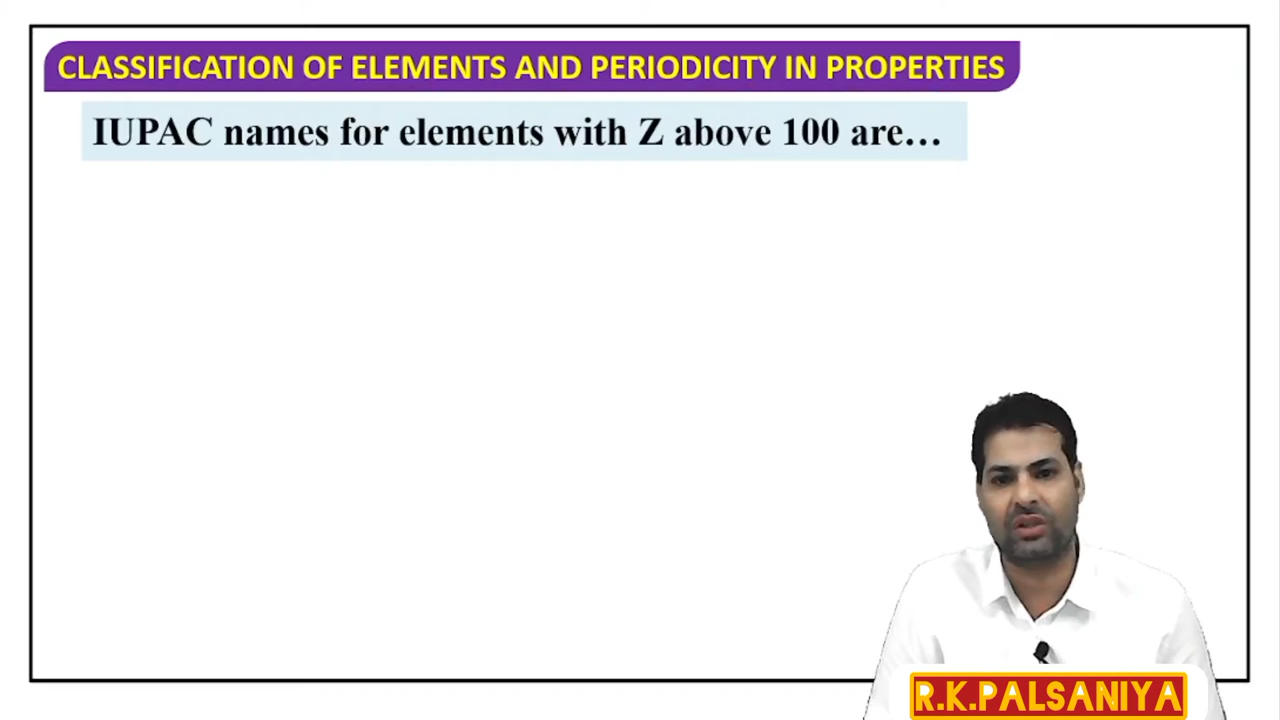 CLASSIFICATION OF ELEMENTS AND PERIODICITY IN PROPERTIES
IUPAC names for elements with Z above 100 are…
R.K.PALSANIYA